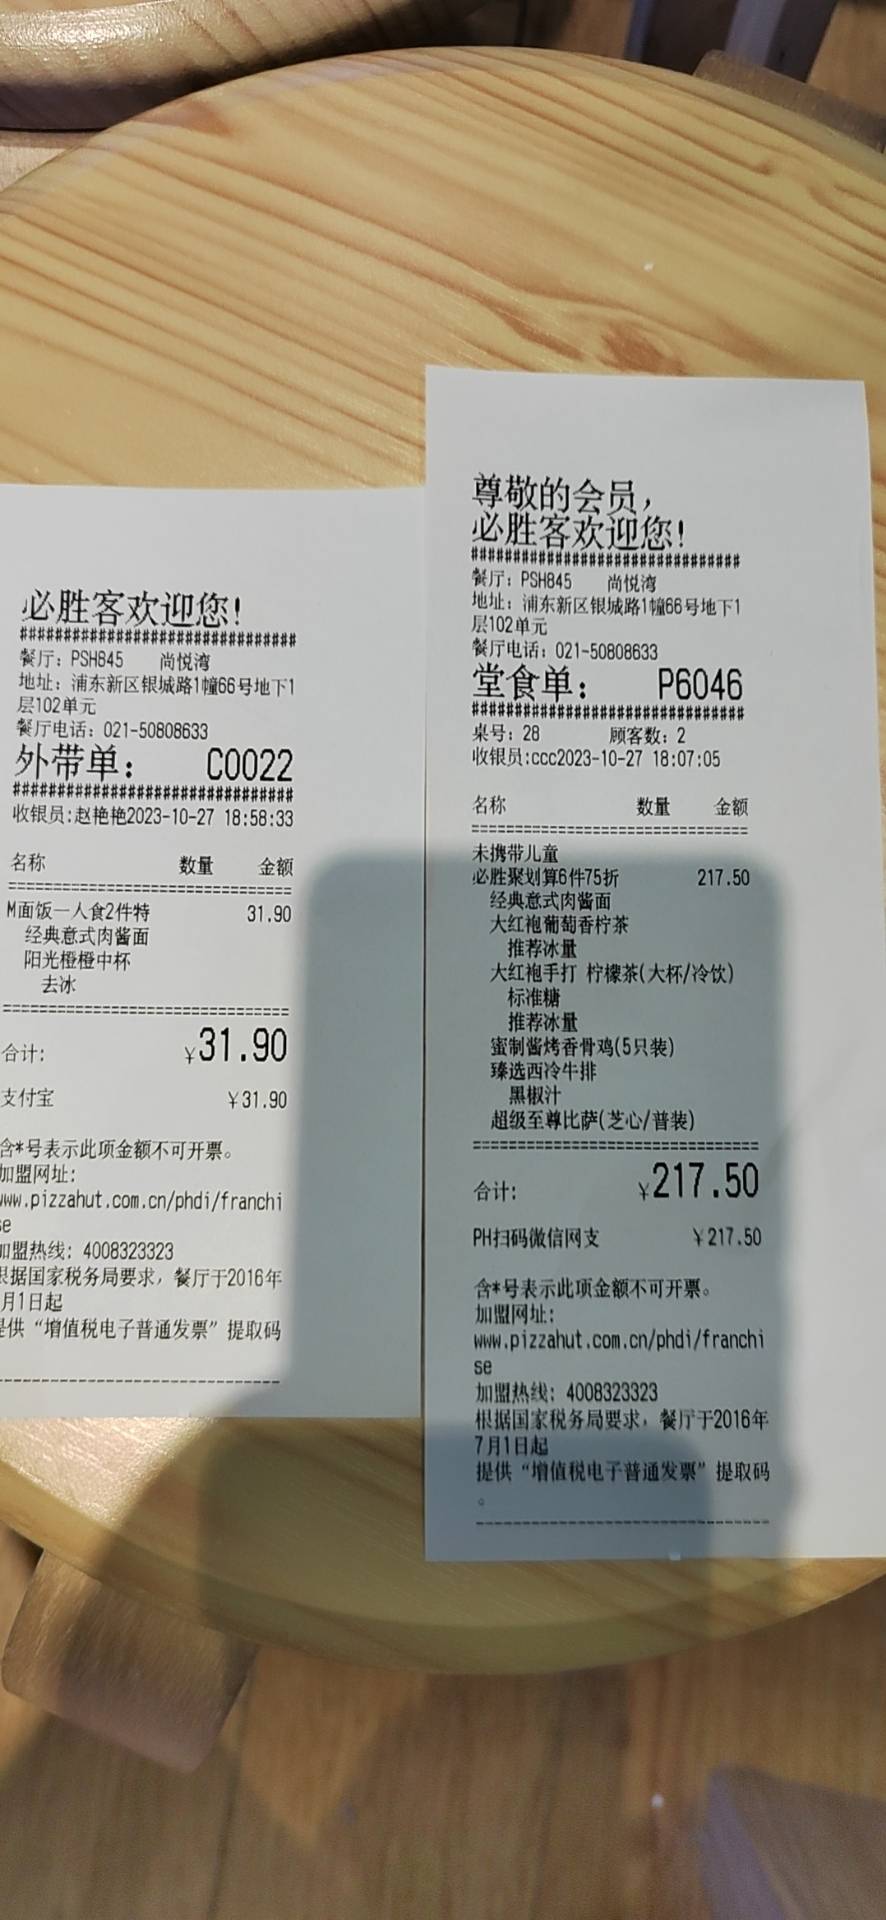 必胜客欢迎您!
################################
餐厅: PSH845 尚悦湾
地址: 浦东新区银城路1幢66号地下1
层102单元
餐厅电话: 021-50808633
外带单: C0022
################################
收银员:赵艳艳2023-10-27 18:58:33
名称 数量 金额
================================
M面饭一人食2件特 31.90
经典意式肉酱面
阳光橙橙中杯
去冰
================================
合计: ¥31.90
支付宝 ¥31.90
含*号表示此项金额不可开票。
加盟网址:
www.pizzahut.com.cn/phdi/franchi
se
加盟热线: 4008323323
根据国家税务局要求, 餐厅于2016年
月1日起
提供“增值税电子普通发票”提取码
--------------------------------
尊敬的会员,
必胜客欢迎您!
################################
餐厅: PSH845 尚悦湾
地址: 浦东新区银城路1幢66号地下1
层102单元
餐厅电话: 021-50808633
堂食单: P6046
################################
桌号: 28 顾客数: 2
收银员:ccc2023-10-27 18:07:05
名称 数量 金额
================================
未携带儿童
必胜聚划算6件75折 217.50
经典意式肉酱面
大红袍葡萄香柠茶
推荐冰量
大红袍手打 柠檬茶(大杯/冷饮)
标准糖
推荐冰量
蜜制酱烤香骨鸡(5只装)
臻选西冷牛排
黑椒汁
超级至尊比萨(芝心/普装)
================================
合计: ¥217.50
PH扫码微信网支 ¥217.50
含*号表示此项金额不可开票。
加盟网址:
www.pizzahut.com.cn/phdi/franchi
se
加盟热线: 4008323323
根据国家税务局要求, 餐厅于2016年
7月1日起
提供“增值税电子普通发票”提取码
。
--------------------------------